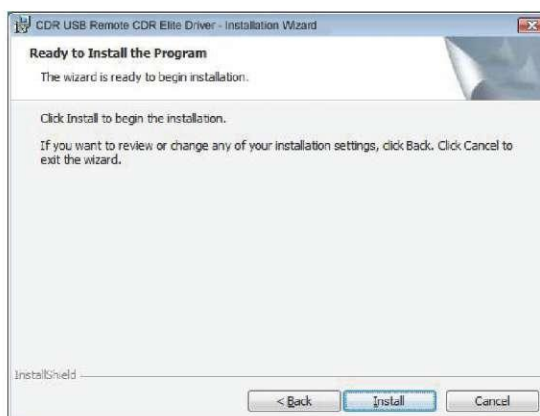 CDR USB Remote CDR Elite Driver - Installation Wizard
Ready to Install the Program
The wizard is ready to begin installation.
Click Install to begin the installation.
If you want to review or change any of your installation settings, click Back. Click Cancel to
exit the wizard.
InstallShield
< Back Install Cancel